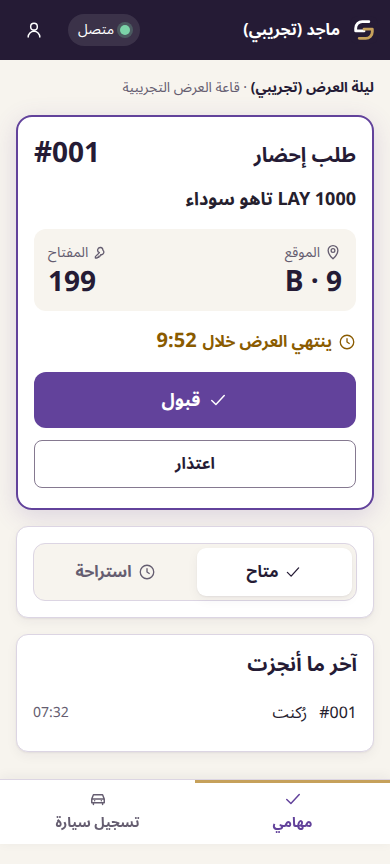 ماجد (تجريبي)
متصل
ليلة العرض (تجريبي) · قاعة العرض التجريبية
طلب إحضار
#001
LAY 1000 تاهو سوداء
الموقع
B · 9
المفتاح
199
ينتهي العرض خلال 9:52
قبول
اعتذار
متاح
استراحة
آخر ما أنجزت
#001 رُكنت
07:32
مهامي
تسجيل سيارة